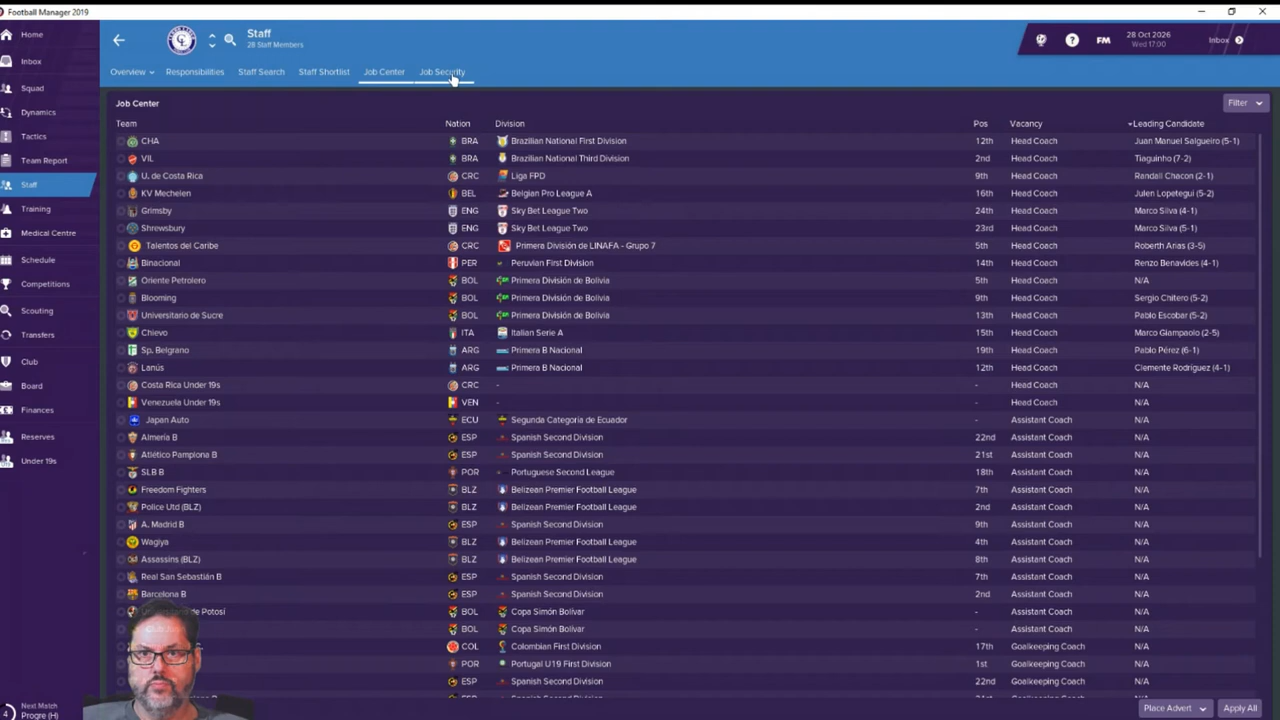 Football Manager 2019
Home
Inbox
Squad
Dynamics
Tactics
Team Report
Staff
Training
Medical Centre
Schedule
Competitions
Scouting
Transfers
Club
Board
Finances
Reserves
Under 19s
4 Next Match
Progre (H)
Staff
28 Staff Members
? FM 28 Oct 2026
Wed 17:00
Inbox
Overview Responsibilities Staff Search Staff Shortlist Job Center Job Security
Job Center Filter
Team Nation Division Pos Vacancy Leading Candidate
CHA BRA Brazilian National First Division 12th Head Coach Juan Manuel Salgueiro (5-1)
VIL BRA Brazilian National Third Division 2nd Head Coach Tiaguinho (7-2)
U. de Costa Rica CRC Liga FPD 9th Head Coach Randall Chacon (2-1)
KV Mechelen BEL Belgian Pro League A 16th Head Coach Julen Lopetegui (5-2)
Grimsby ENG Sky Bet League Two 24th Head Coach Marco Silva (4-1)
Shrewsbury ENG Sky Bet League Two 23rd Head Coach Marco Silva (5-1)
Talentos del Caribe CRC Primera División de LINAFA - Grupo 7 5th Head Coach Roberth Arias (3-5)
Binacional PER Peruvian First Division 14th Head Coach Renzo Benavides (4-1)
Oriente Petrolero BOL Primera División de Bolivia 5th Head Coach N/A
Blooming BOL Primera División de Bolivia 9th Head Coach Sergio Chitero (5-2)
Universitario de Sucre BOL Primera División de Bolivia 13th Head Coach Pablo Escobar (5-2)
Chievo ITA Italian Serie A 15th Head Coach Marco Giampaolo (2-5)
Sp. Belgrano ARG Primera B Nacional 19th Head Coach Pablo Pérez (6-1)
Lanús ARG Primera B Nacional 12th Head Coach Clemente Rodríguez (4-1)
Costa Rica Under 19s CRC - - Head Coach N/A
Venezuela Under 19s VEN - - Head Coach N/A
Japan Auto ECU Segunda Categoría de Ecuador - Assistant Coach N/A
Almería B ESP Spanish Second Division 22nd Assistant Coach N/A
Atlético Pamplona B ESP Spanish Second Division 21st Assistant Coach N/A
SLB B POR Portuguese Second League 18th Assistant Coach N/A
Freedom Fighters BLZ Belizean Premier Football League 7th Assistant Coach N/A
Police Utd (BLZ) BLZ Belizean Premier Football League 2nd Assistant Coach N/A
A. Madrid B ESP Spanish Second Division 9th Assistant Coach N/A
Wagiya BLZ Belizean Premier Football League 4th Assistant Coach N/A
Assassins (BLZ) BLZ Belizean Premier Football League 8th Assistant Coach N/A
Real San Sebastián B ESP Spanish Second Division 7th Assistant Coach N/A
Barcelona B ESP Spanish Second Division 2nd Assistant Coach N/A
de Potosí BOL Copa Simón Bolívar - Assistant Coach N/A
BOL Copa Simón Bolívar - Assistant Coach N/A
COL Colombian First Division 17th Goalkeeping Coach N/A
POR Portugal U19 First Division 1st Goalkeeping Coach N/A
ESP Spanish Second Division 22nd Goalkeeping Coach N/A
Place Advert Apply All